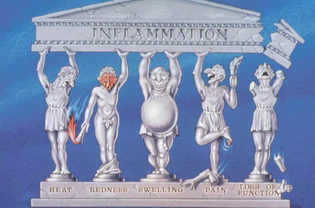 INFLAMMATION
HEAT REDNESS SWELLING PAIN LOSS OF
FUNCTION